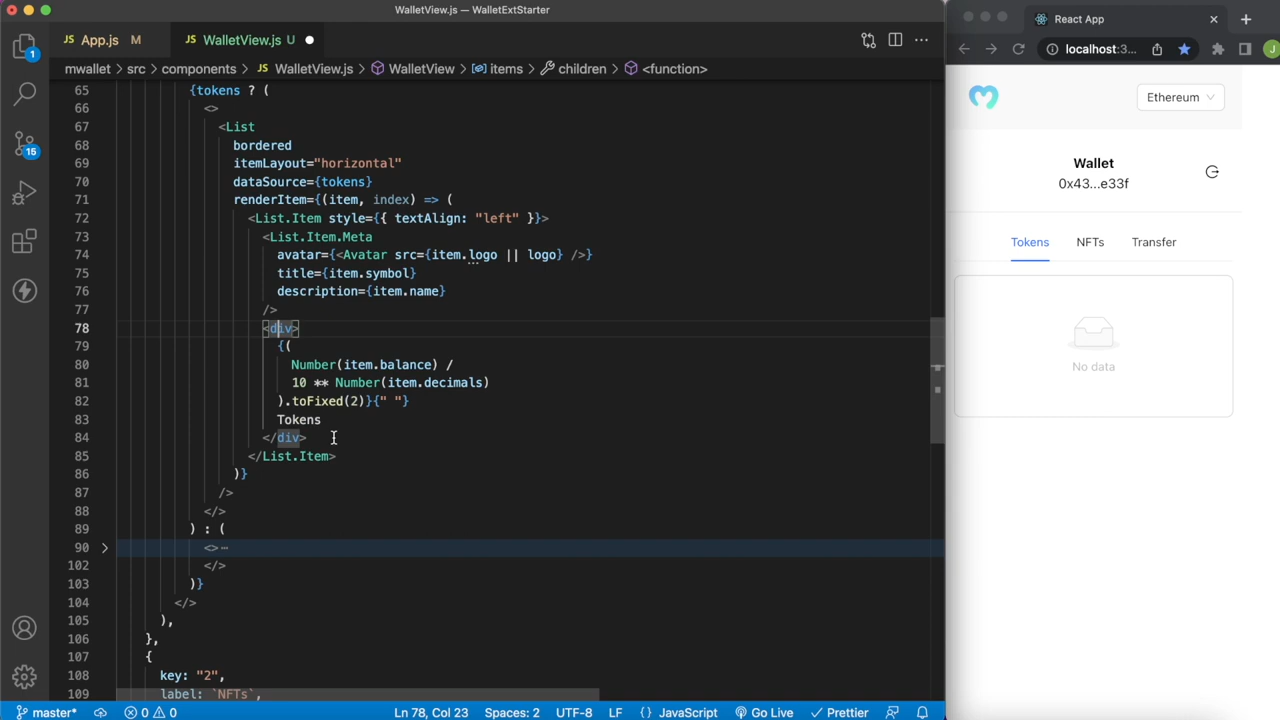 WalletView.js — WalletExtStarter
JS App.js M
JS WalletView.js U
mwallet > src > components > JS WalletView.js > WalletView > items > children > <function>
65 {tokens ? (
66 <>
67 <List
68 bordered
69 itemLayout="horizontal"
70 dataSource={tokens}
71 renderItem={(item, index) => (
72 <List.Item style={{ textAlign: "left" }}>
73 <List.Item.Meta
74 avatar={<Avatar src={item.logo || logo} />}
75 title={item.symbol}
76 description={item.name}
77 />
78 <div>
79 {(
80 Number(item.balance) /
81 10 ** Number(item.decimals)
82 ).toFixed(2)}{" "}
83 Tokens
84 </div>
85 </List.Item>
86 )}
87 />
88 </>
89 ) : (
90 <>⋯
102 </>
103 )}
104 </>
105 ),
106 },
107 {
108 key: "2",
109 label: `NFTs`,
1
15
master* 0 0 Ln 78, Col 23 Spaces: 2 UTF-8 LF {} JavaScript Go Live Prettier
React App
localhost:3...
J
Ethereum
Wallet
0x43...e33f
Tokens NFTs Transfer
No data